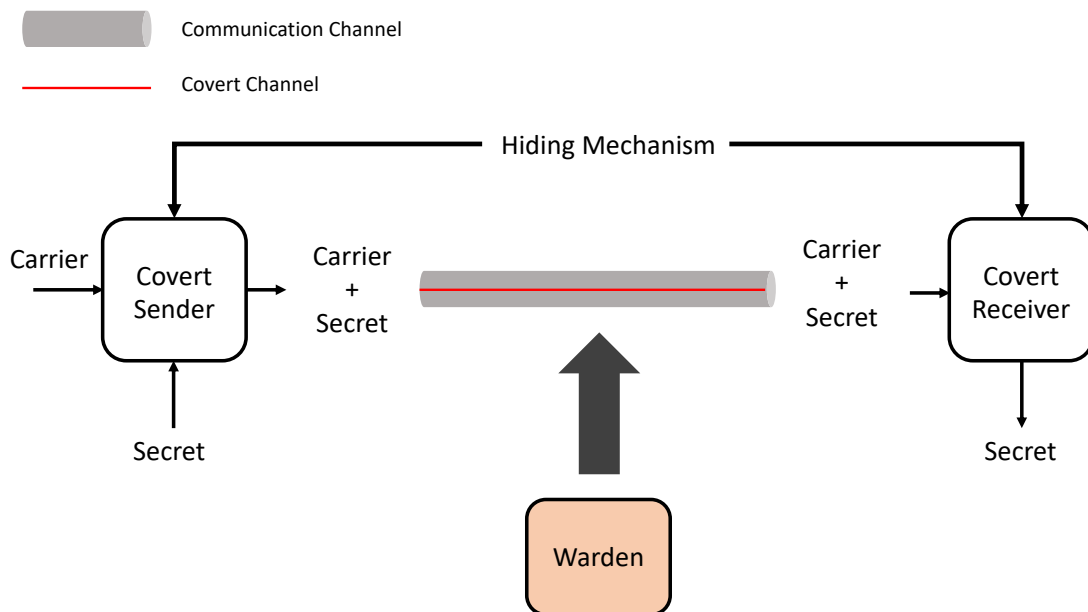 Communication Channel
Covert Channel
Hiding Mechanism
Carrier
Covert
Sender
Secret
Carrier
+
Secret
Carrier
+
Secret
Covert
Receiver
Secret
Warden